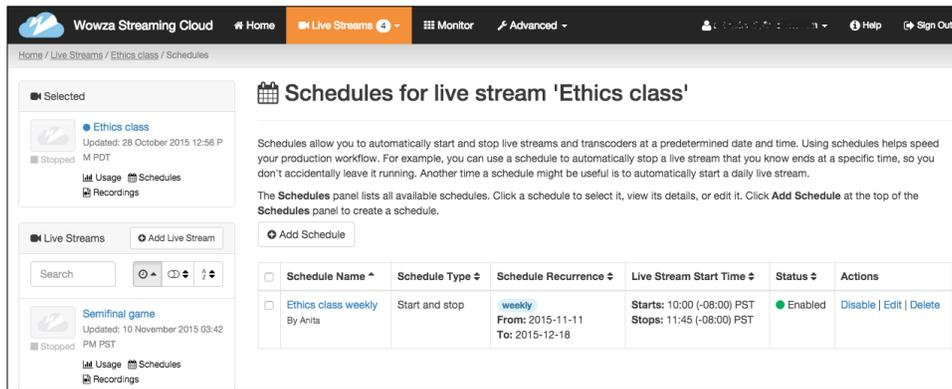 Wowza Streaming Cloud Home Live Streams 4 Monitor Advanced Help Sign Out
Home / Live Streams / Ethics class / Schedules
Selected
Ethics class
Updated: 28 October 2015 12:56 P
M PDT
Stopped
Usage Schedules
Recordings
Live Streams Add Live Stream
Search
Semifinal game
Updated: 10 November 2015 03:42
PM PST
Stopped
Usage Schedules
Recordings
Schedules for live stream 'Ethics class'
Schedules allow you to automatically start and stop live streams and transcoders at a predetermined date and time. Using schedules helps speed
your production workflow. For example, you can use a schedule to automatically stop a live stream that you know ends at a specific time, so you
don't accidentally leave it running. Another time a schedule might be useful is to automatically start a daily live stream.
The Schedules panel lists all available schedules. Click a schedule to select it, view its details, or edit it. Click Add Schedule at the top of the
Schedules panel to create a schedule.
Add Schedule
Schedule Name Schedule Type Schedule Recurrence Live Stream Start Time Status Actions
Ethics class weekly Start and stop weekly Starts: 10:00 (-08:00) PST Enabled Disable | Edit | Delete
By Anita From: 2015-11-11 Stops: 11:45 (-08:00) PST
To: 2015-12-18